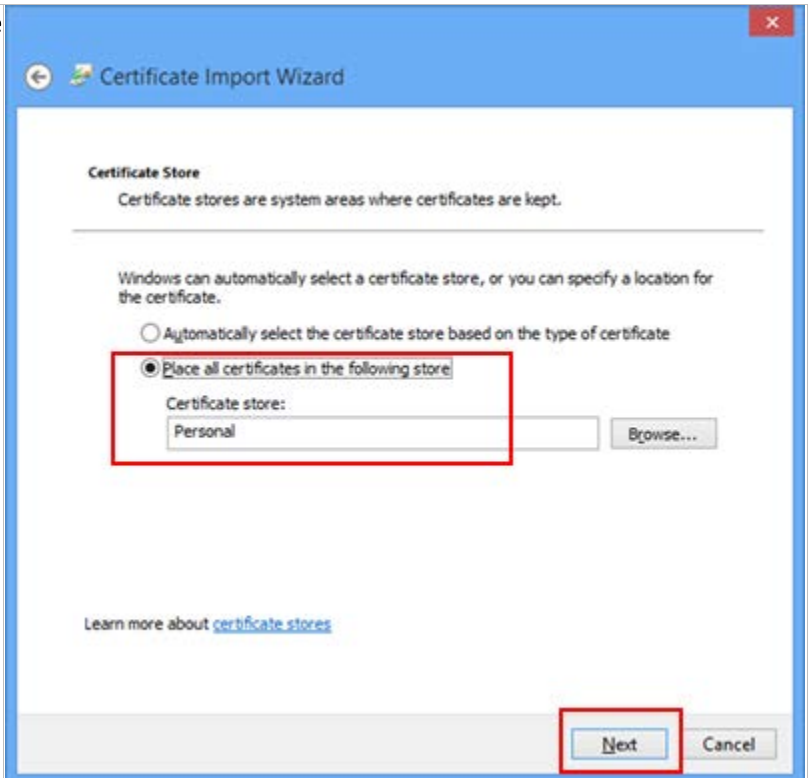 Certificate Import Wizard
Certificate Store
Certificate stores are system areas where certificates are kept.
Windows can automatically select a certificate store, or you can specify a location for
the certificate.
Automatically select the certificate store based on the type of certificate
Place all certificates in the following store
Certificate store:
Personal
Browse...
Learn more about certificate stores
Next Cancel